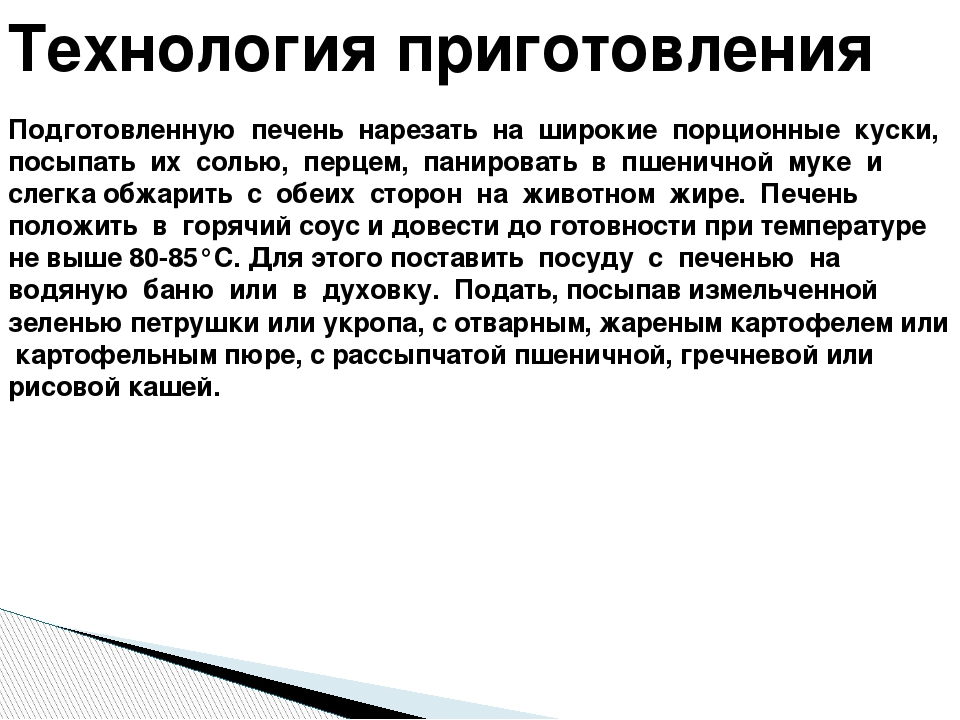 Технология приготовления
Подготовленную печень нарезать на широкие порционные куски,
посыпать их солью, перцем, панировать в пшеничной муке и
слегка обжарить с обеих сторон на животном жире. Печень
положить в горячий соус и довести до готовности при температуре
не выше 80-85°С. Для этого поставить посуду с печенью на
водяную баню или в духовку. Подать, посыпав измельченной
зеленью петрушки или укропа, с отварным, жареным картофелем или
картофельным пюре, с рассыпчатой пшеничной, гречневой или
рисовой кашей.